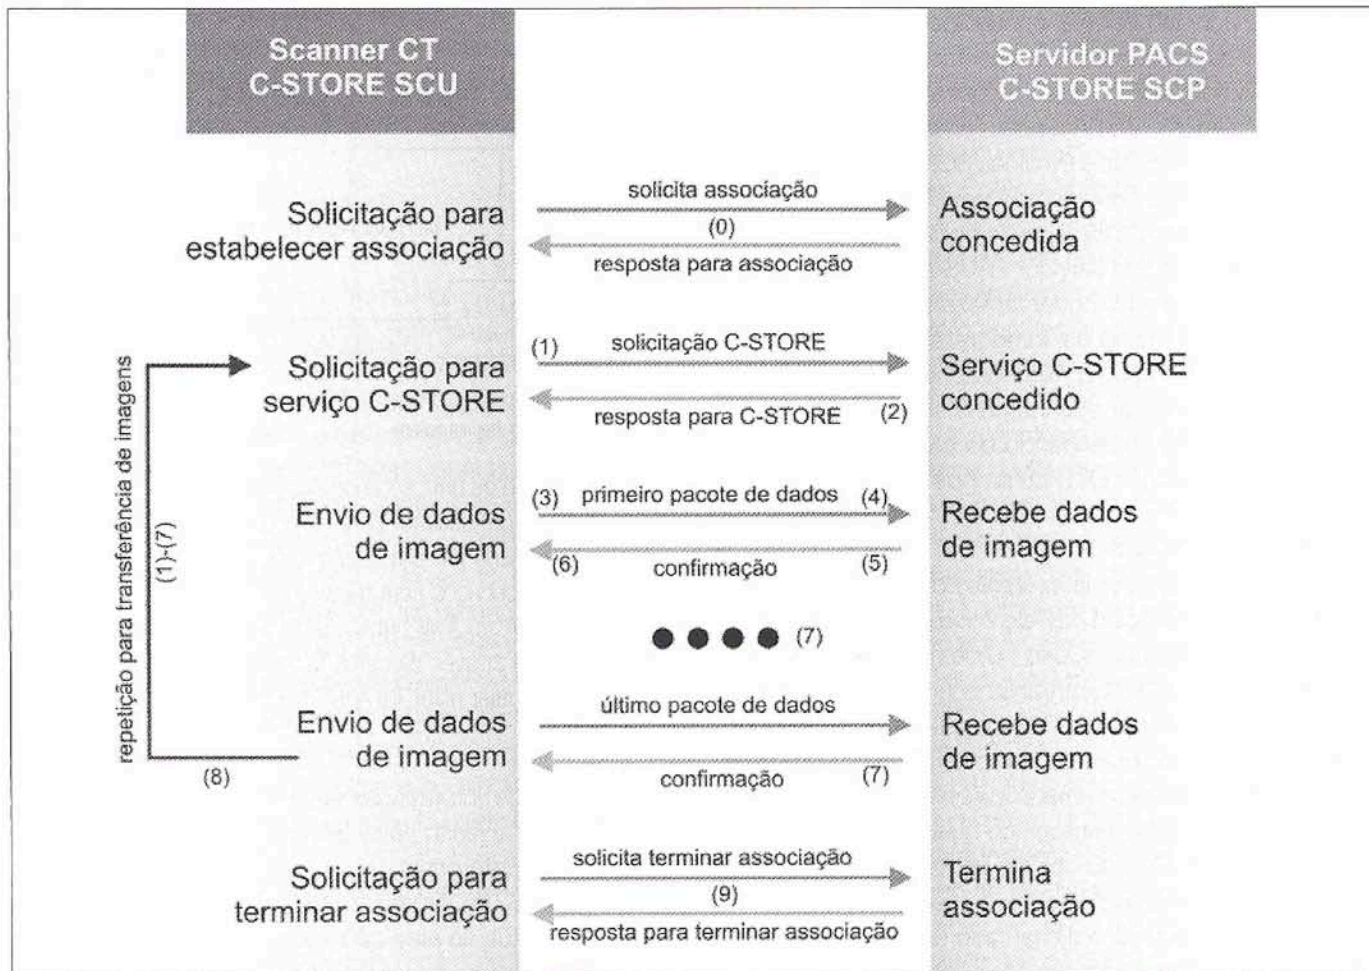 Scanner CT
C-STORE SCU
Servidor PACS
C-STORE SCP
Solicitação para
estabelecer associação
solicita associação
(0)
resposta para associação
Associação
concedida
Solicitação para
serviço C-STORE
(1)
solicitação C-STORE
resposta para C-STORE
(2)
Serviço C-STORE
concedido
Envio de dados
de imagem
(3)
primeiro pacote de dados
(4)
(6)
confirmação
(5)
Recebe dados
de imagem
(7)
repetição para transferência de imagens
(1)-(7)
(8)
Envio de dados
de imagem
último pacote de dados
confirmação
(7)
Recebe dados
de imagem
Solicitação para
terminar associação
solicita terminar associação
(9)
resposta para terminar associação
Termina
associação